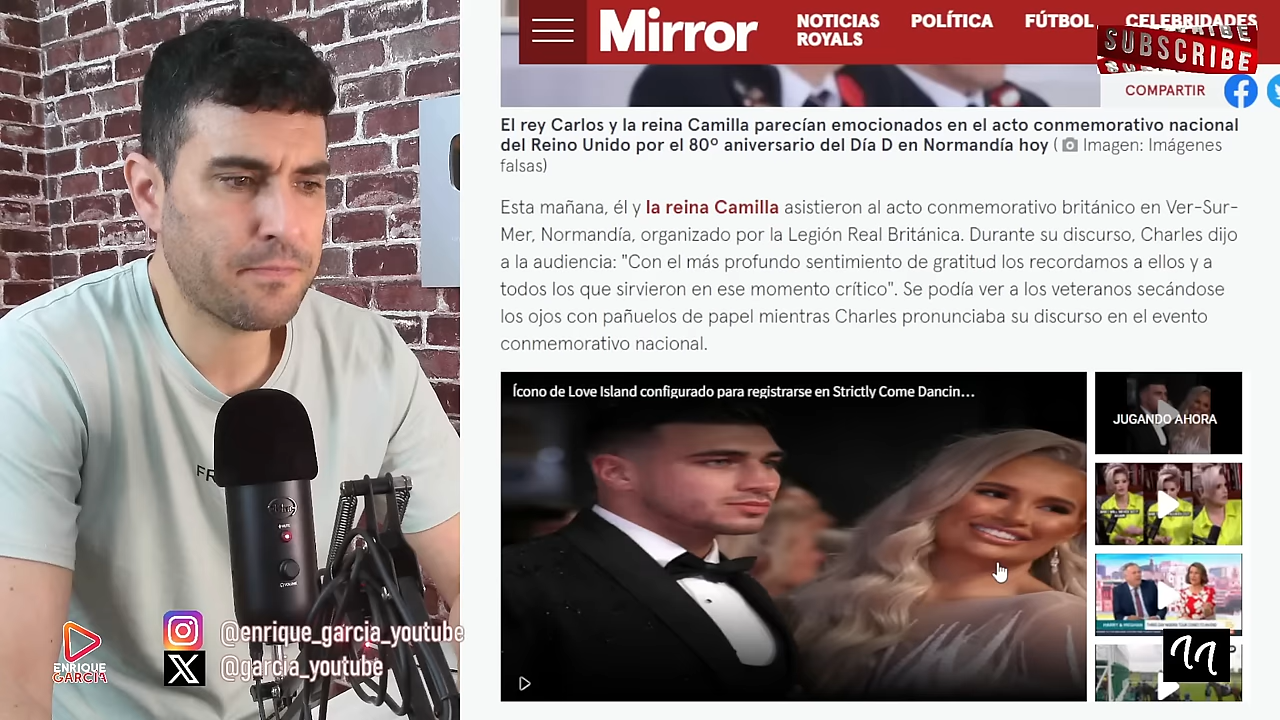 Mirror
NOTICIAS
ROYALS
POLÍTICA
FÚTBOL
CELEBRIDADES
SUBSCRIBE
COMPARTIR
El rey Carlos y la reina Camilla parecían emocionados en el acto conmemorativo nacional
del Reino Unido por el 80º aniversario del Día D en Normandía hoy ( Imagen: Imágenes
falsas)
Esta mañana, él y la reina Camilla asistieron al acto conmemorativo británico en Ver-Sur-
Mer, Normandía, organizado por la Legión Real Británica. Durante su discurso, Charles dijo
a la audiencia: "Con el más profundo sentimiento de gratitud los recordamos a ellos y a
todos los que sirvieron en ese momento crítico". Se podía ver a los veteranos secándose
los ojos con pañuelos de papel mientras Charles pronunciaba su discurso en el evento
conmemorativo nacional.
Ícono de Love Island configurado para registrarse en Strictly Come Dancin...
JUGANDO AHORA
FR
@enrique_garcia_youtube
@garcia_youtube
ENRIQUE
GARCIA